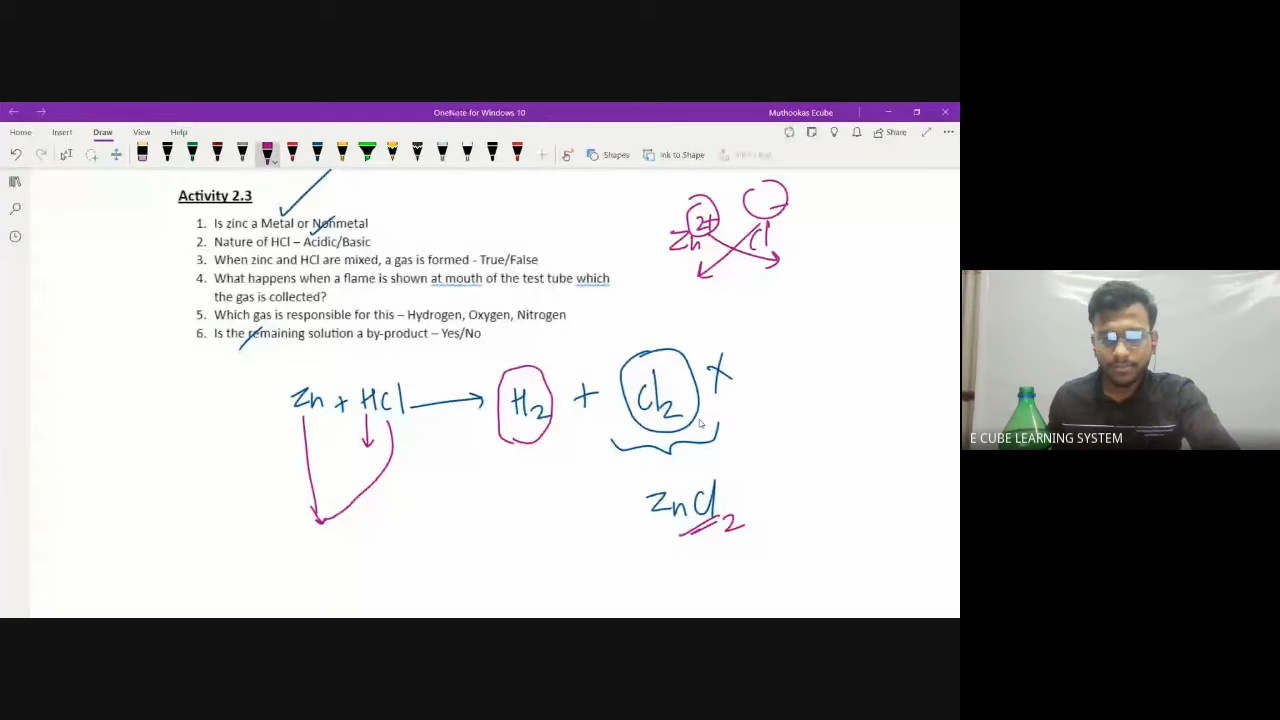 OneNote for Windows 10
Muthookas Ecube
Home Insert Draw View Help
Share
Shapes Ink to Shape
Activity 2.3
1. Is zinc a Metal or Nonmetal
2. Nature of HCl – Acidic/Basic
3. When zinc and HCl are mixed, a gas is formed - True/False
4. What happens when a flame is shown at mouth of the test tube which
the gas is collected?
5. Which gas is responsible for this – Hydrogen, Oxygen, Nitrogen
6. Is the remaining solution a by-product – Yes/No
2+ -
Zn Cl
Zn + HCl ⟶ H2 + Cl2 X
ZnCl2
E CUBE LEARNING SYSTEM